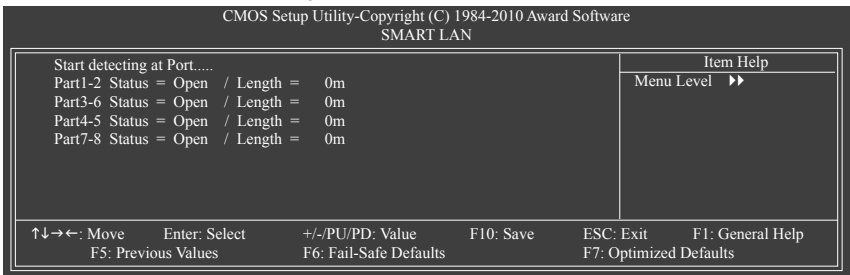 CMOS Setup Utility-Copyright (C) 1984-2010 Award Software
SMART LAN
Start detecting at Port.....
Part1-2 Status = Open / Length = 0m
Part3-6 Status = Open / Length = 0m
Part4-5 Status = Open / Length = 0m
Part7-8 Status = Open / Length = 0m
Item Help
Menu Level ▶▶
↑↓→←: Move Enter: Select +/-/PU/PD: Value F10: Save ESC: Exit F1: General Help
F5: Previous Values F6: Fail-Safe Defaults F7: Optimized Defaults